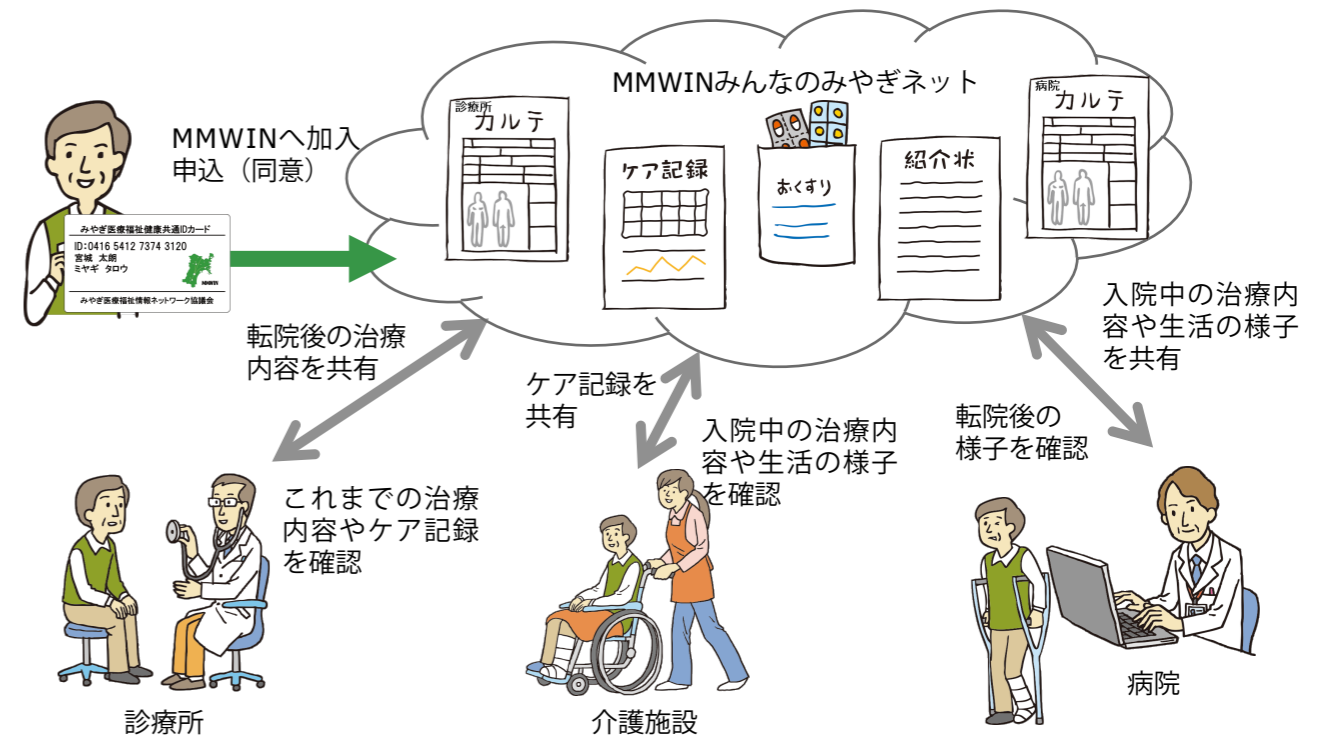 MMWINみんなのみやぎネット
診療所
カルテ
ケア記録
おくすり
紹介状
病院
カルテ
MMWINへ加入
申込（同意）
みやぎ医療福祉健康共通IDカード
ID:0416 5412 7374 3120
宮城 太朗
ミヤギ タロウ
MMWIN
みやぎ医療福祉情報ネットワーク協議会
転院後の治療
内容を共有
ケア記録を
共有
入院中の治療内
容や生活の様子
を共有
これまでの治療
内容やケア記録
を確認
入院中の治療内
容や生活の様子
を確認
転院後の
様子を確認
診療所
介護施設
病院